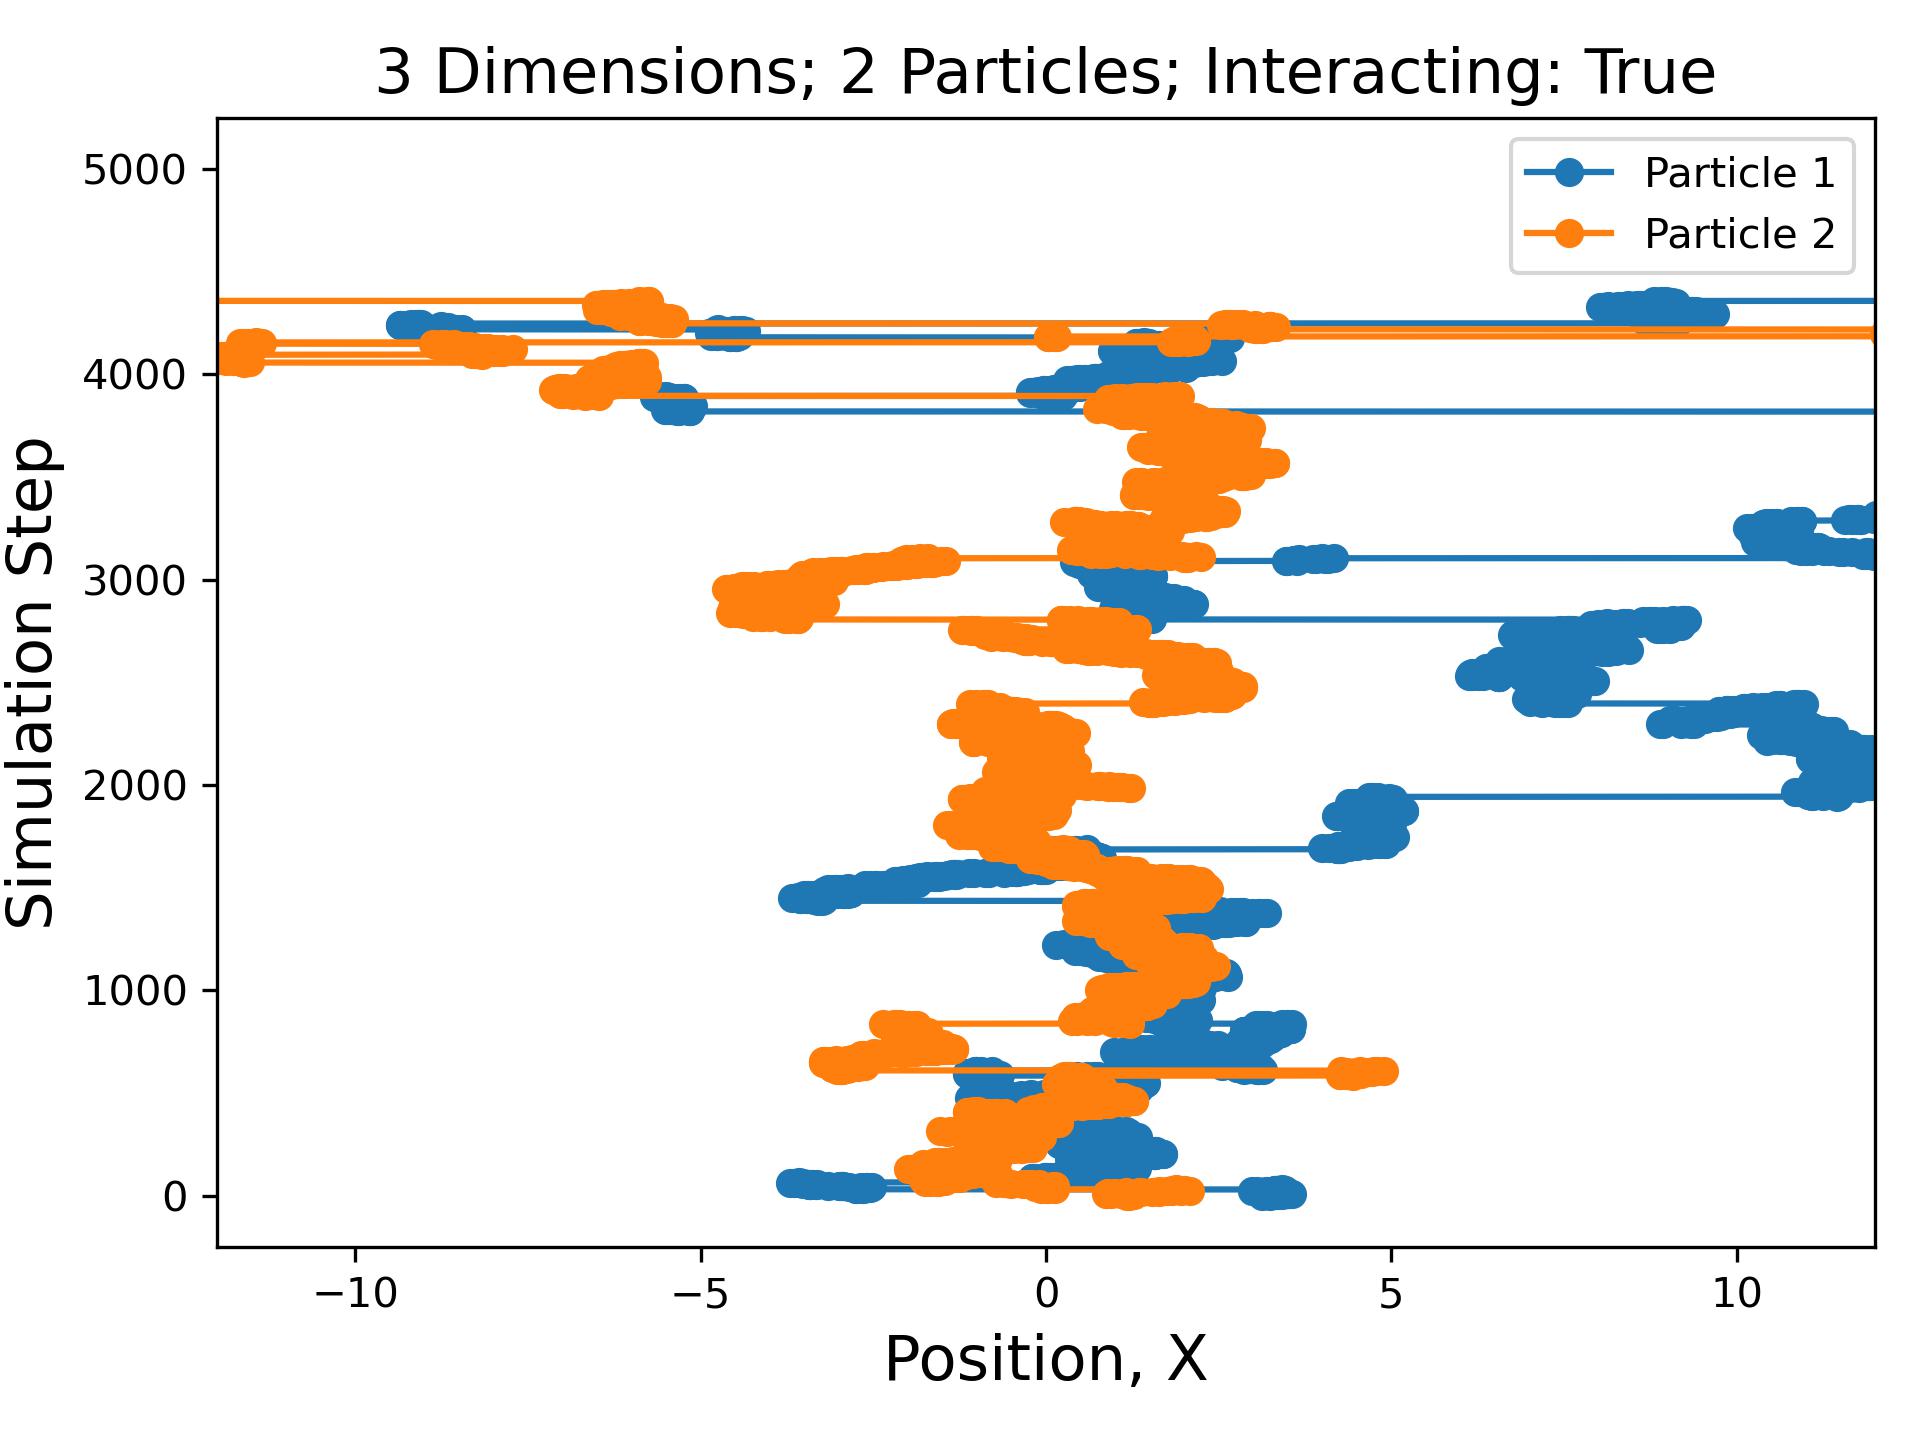 3 Dimensions; 2 Particles; Interacting: True
Particle 1
Particle 2
Simulation Step
5000
4000
3000
2000
1000
0
−10
−5
0
5
10
Position, X